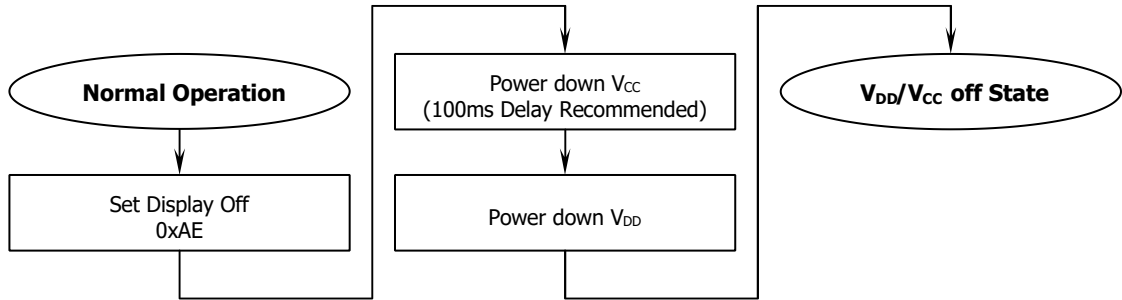 Normal Operation
Set Display Off
0xAE
Power down VCC
(100ms Delay Recommended)
Power down VDD
VDD/VCC off State